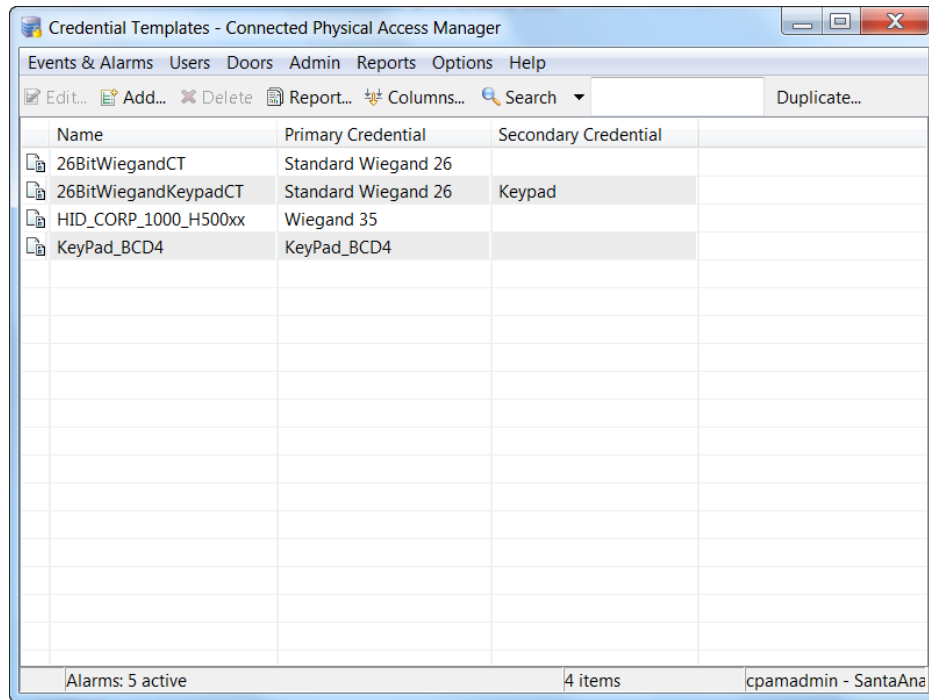 Credential Templates - Connected Physical Access Manager
Events & Alarms Users Doors Admin Reports Options Help
Edit... Add... Delete Report... Columns... Search Duplicate...
Name Primary Credential Secondary Credential
26BitWiegandCT Standard Wiegand 26
26BitWiegandKeypadCT Standard Wiegand 26 Keypad
HID_CORP_1000_H500xx Wiegand 35
KeyPad_BCD4 KeyPad_BCD4
Alarms: 5 active 4 items cpamadmin - SantaAna